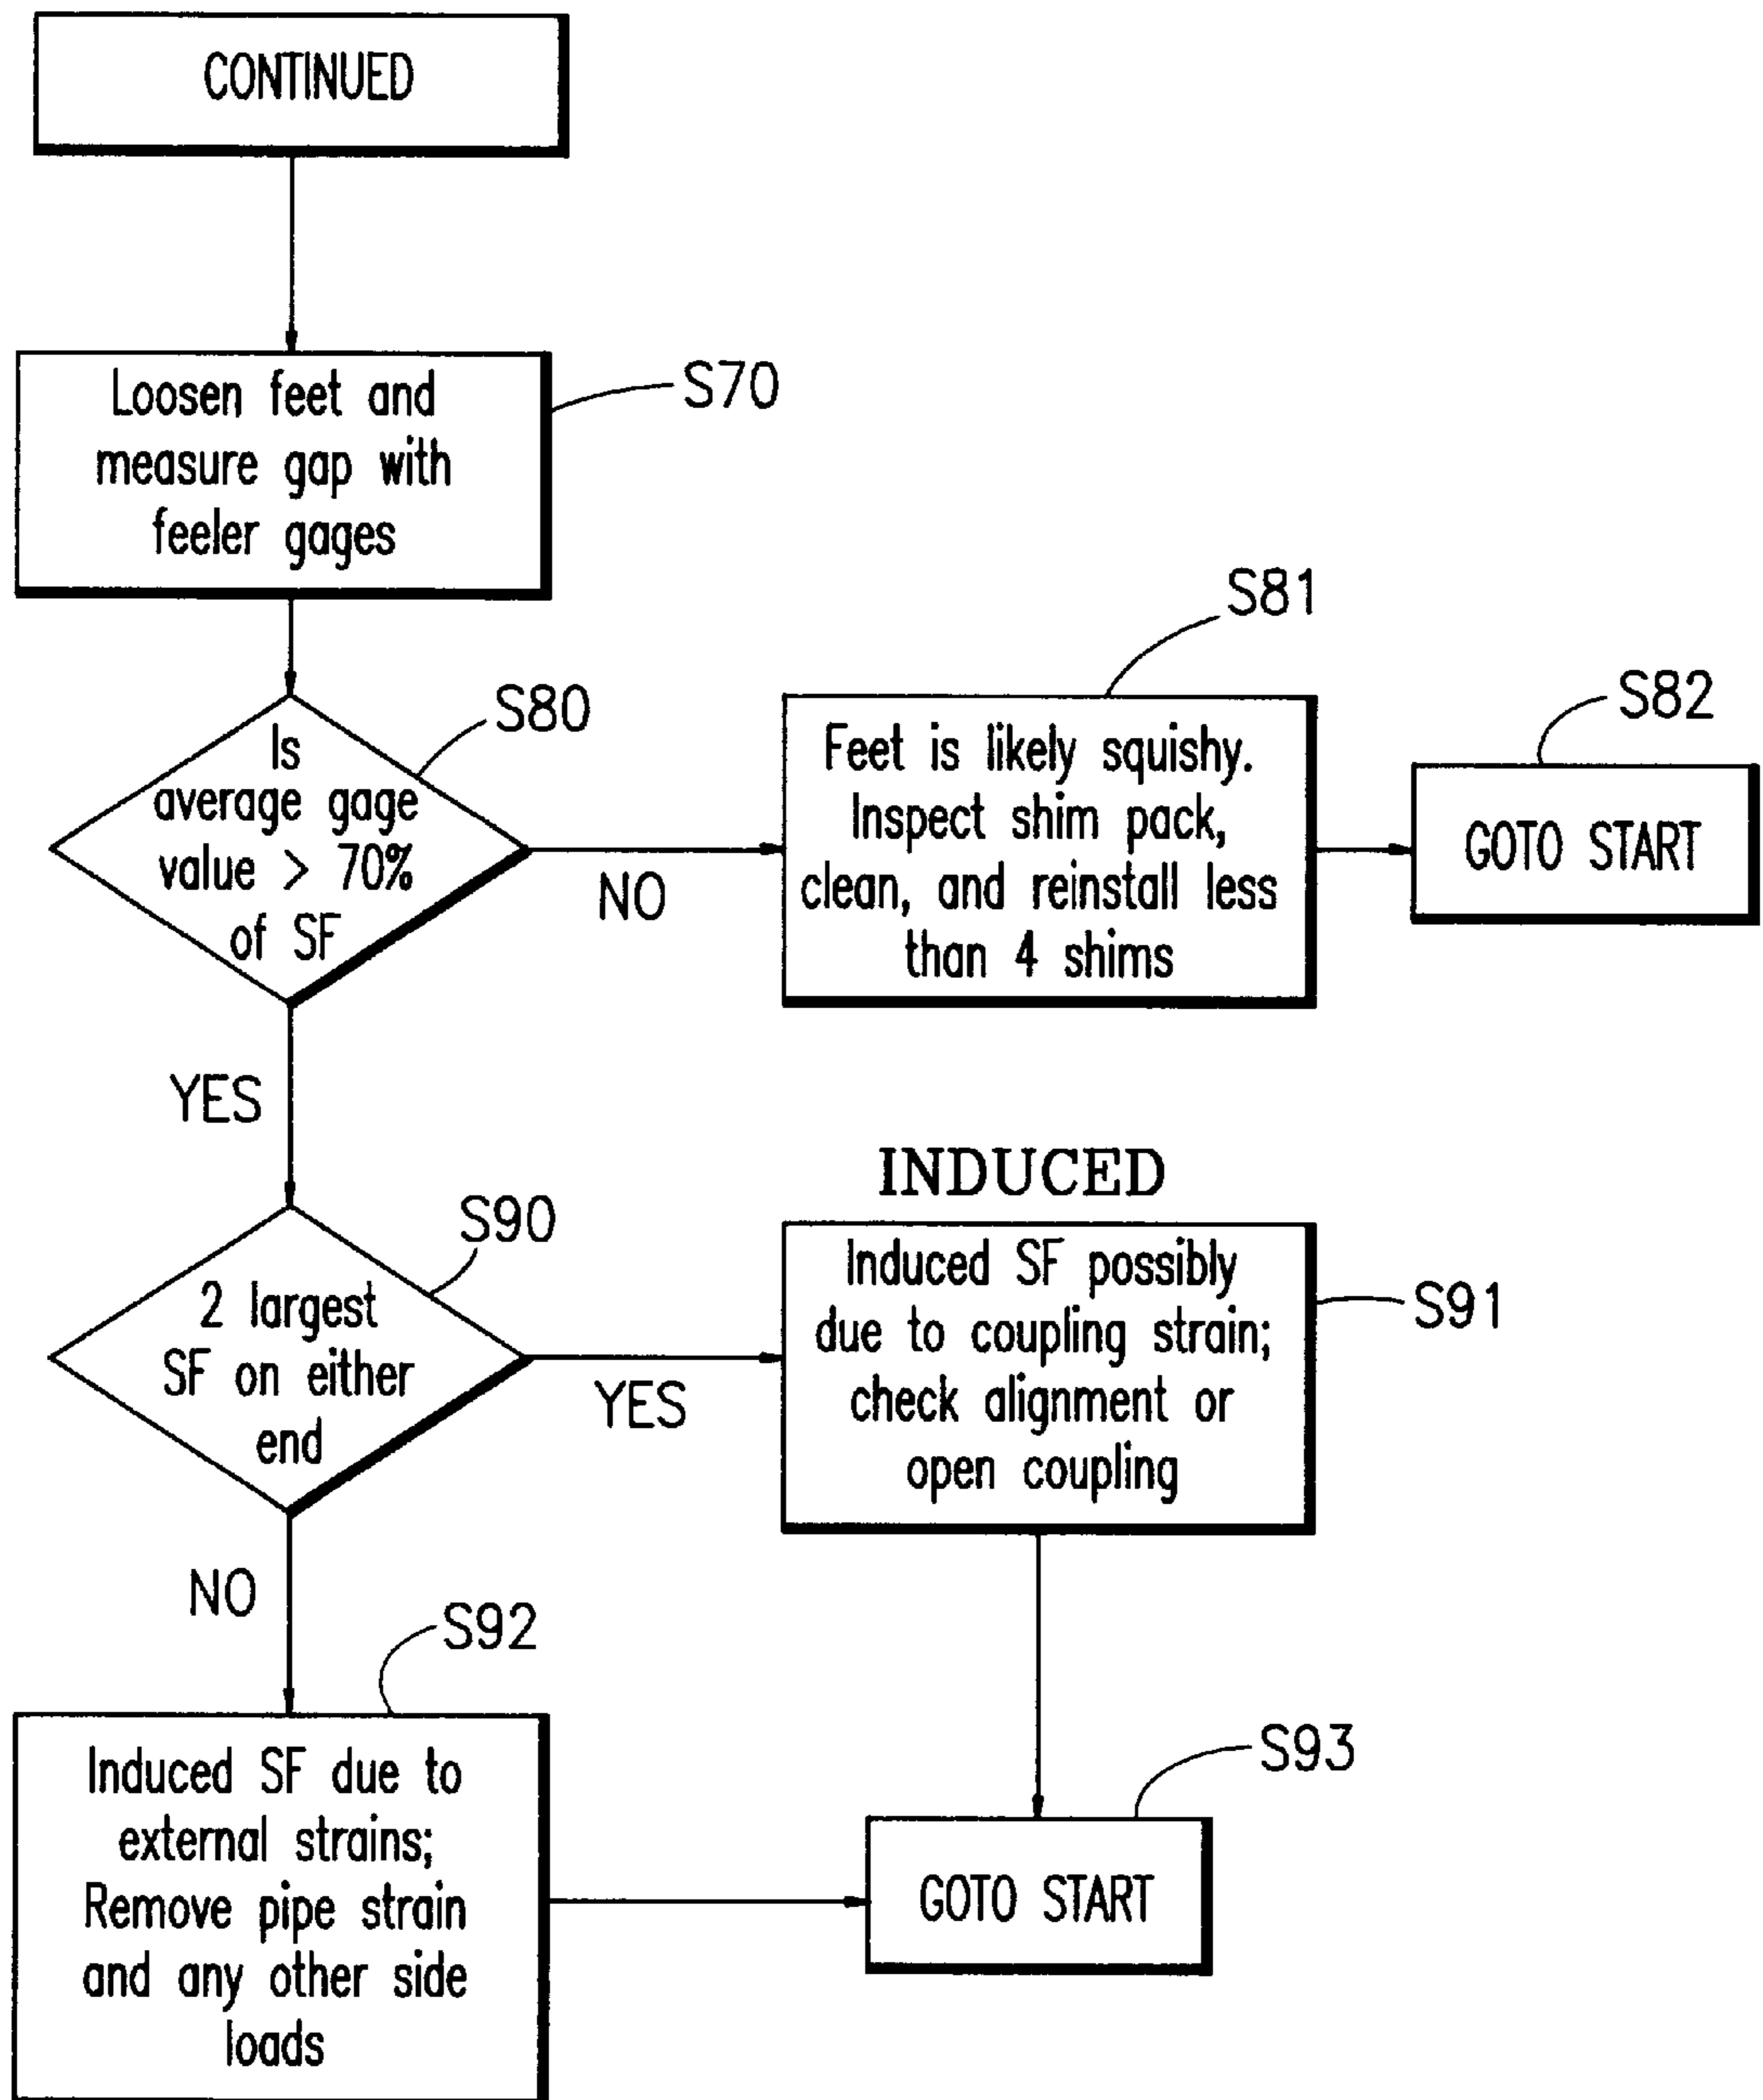 CONTINUED
Loosen feet and
measure gap with
feeler gages
S70
Is
average gage
value > 70%
of SF
S80
NO
Feet is likely squishy.
Inspect shim pack,
clean, and reinstall less
than 4 shims
S81
GOTO START
S82
YES
2 largest
SF on either
end
S90
YES
INDUCED
Induced SF possibly
due to coupling strain;
check alignment or
open coupling
S91
NO
Induced SF due to
external strains;
Remove pipe strain
and any other side
loads
S92
GOTO START
S93